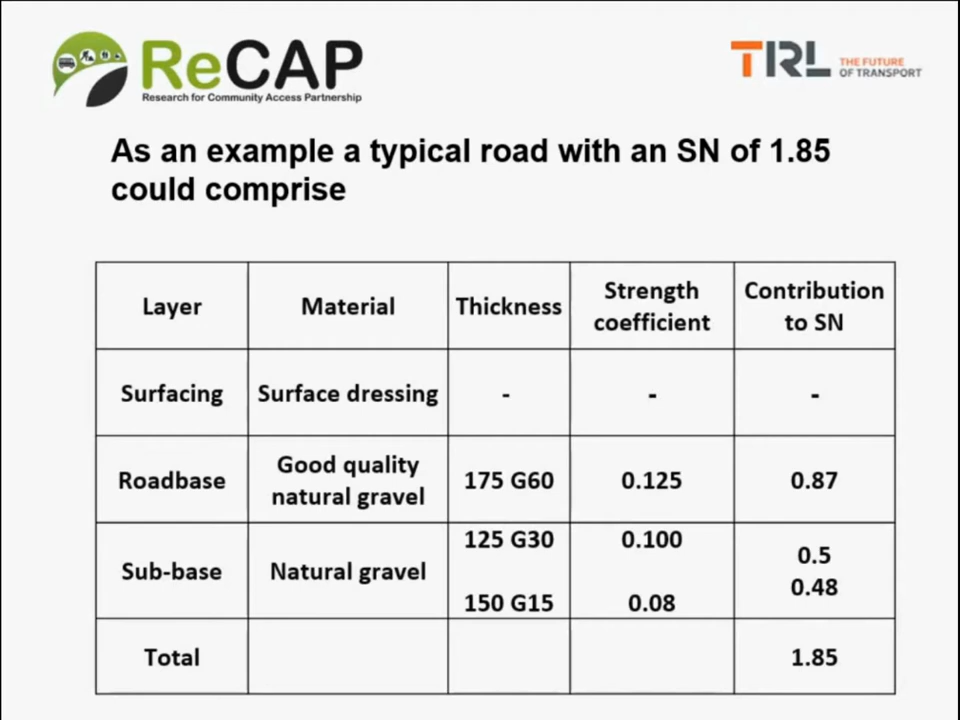 ReCAP
Research for Community Access Partnership
TRL THE FUTURE
OF TRANSPORT
As an example a typical road with an SN of 1.85
could comprise
Layer Material Thickness Strength coefficient Contribution to SN
Surfacing Surface dressing - - -
Roadbase Good quality natural gravel 175 G60 0.125 0.87
Sub-base Natural gravel 125 G30 0.100 0.5
150 G15 0.08 0.48
Total 1.85